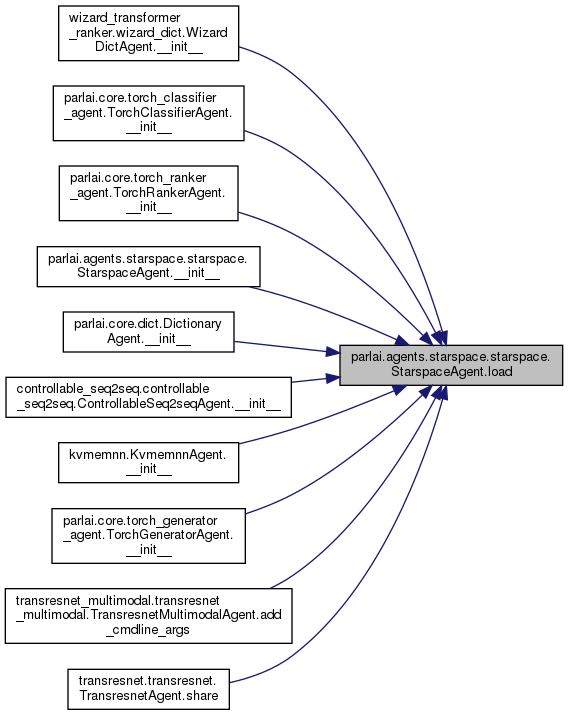 wizard_transformer
_ranker.wizard_dict.Wizard
DictAgent.__init__
parlai.core.torch_classifier
_agent.TorchClassifierAgent.
__init__
parlai.core.torch_ranker
_agent.TorchRankerAgent.
__init__
parlai.agents.starspace.starspace.
StarspaceAgent.__init__
parlai.core.dict.Dictionary
Agent.__init__
parlai.agents.starspace.starspace.
StarspaceAgent.load
controllable_seq2seq.controllable
_seq2seq.ControllableSeq2seqAgent.__init__
kvmemnn.KvmemnnAgent.
__init__
parlai.core.torch_generator
_agent.TorchGeneratorAgent.
__init__
transresnet_multimodal.transresnet
_multimodal.TransresnetMultimodalAgent.add
_cmdline_args
transresnet.transresnet.
TransresnetAgent.share